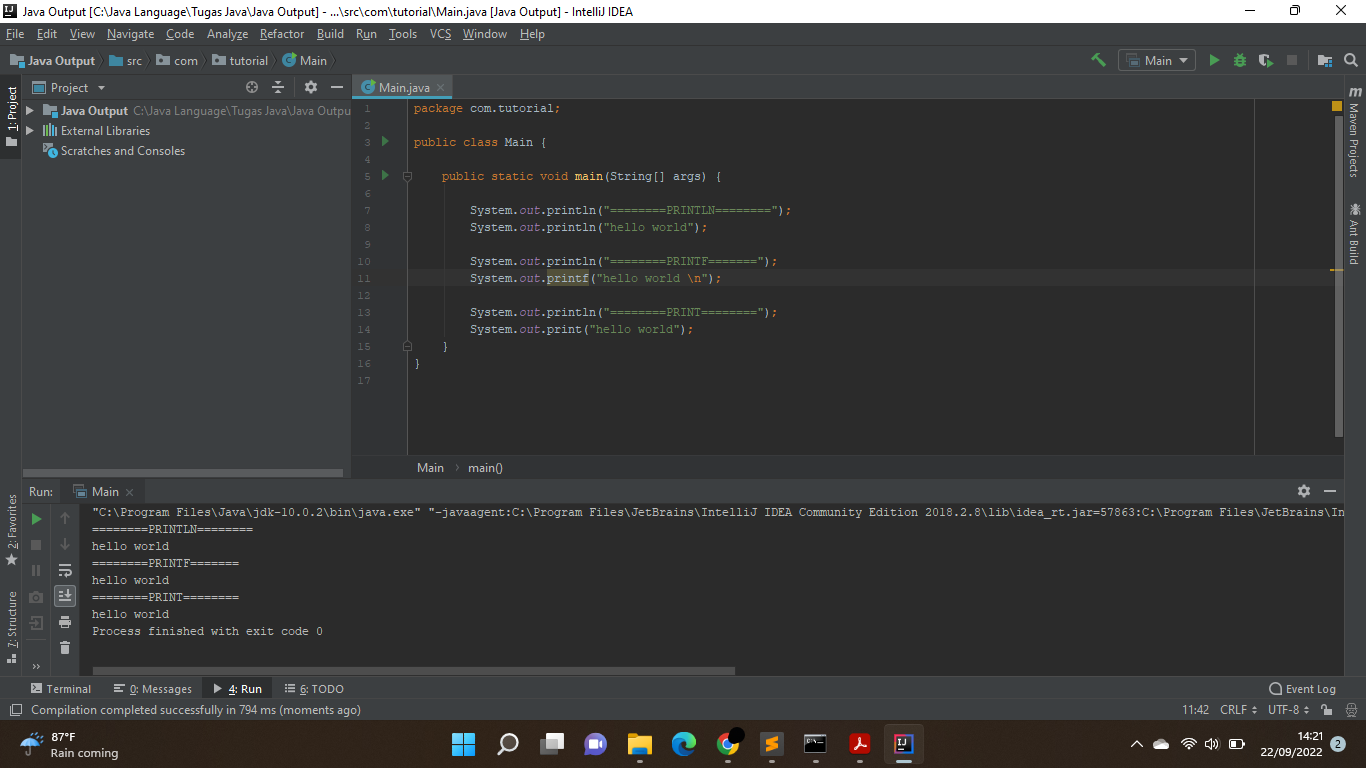 Java Output [C:\Java Language\Tugas Java\Java Output] - ...\src\com\tutorial\Main.java [Java Output] - IntelliJ IDEA
File Edit View Navigate Code Analyze Refactor Build Run Tools VCS Window Help
Java Output src com tutorial Main
Main
1: Project
Project
Java Output C:\Java Language\Tugas Java\Java Outpu
External Libraries
Scratches and Consoles
Main.java
1 package com.tutorial;
2
3 public class Main {
4
5 public static void main(String[] args) {
6
7 System.out.println("========PRINTLN========");
8 System.out.println("hello world");
9
10 System.out.println("========PRINTF=======");
11 System.out.printf("hello world \n");
12
13 System.out.println("========PRINT========");
14 System.out.print("hello world");
15 }
16 }
17
Main main()
m Maven Projects
Ant Build
2: Favorites
7: Structure
Run: Main
"C:\Program Files\Java\jdk-10.0.2\bin\java.exe" "-javaagent:C:\Program Files\JetBrains\IntelliJ IDEA Community Edition 2018.2.8\lib\idea_rt.jar=57863:C:\Program Files\JetBrains\In
========PRINTLN========
hello world
========PRINTF=======
hello world
========PRINT========
hello world
Process finished with exit code 0
»
Terminal 0: Messages 4: Run 6: TODO Event Log
Compilation completed successfully in 794 ms (moments ago) 11:42 CRLF UTF-8
87°F
Rain coming
14:21
22/09/2022
2